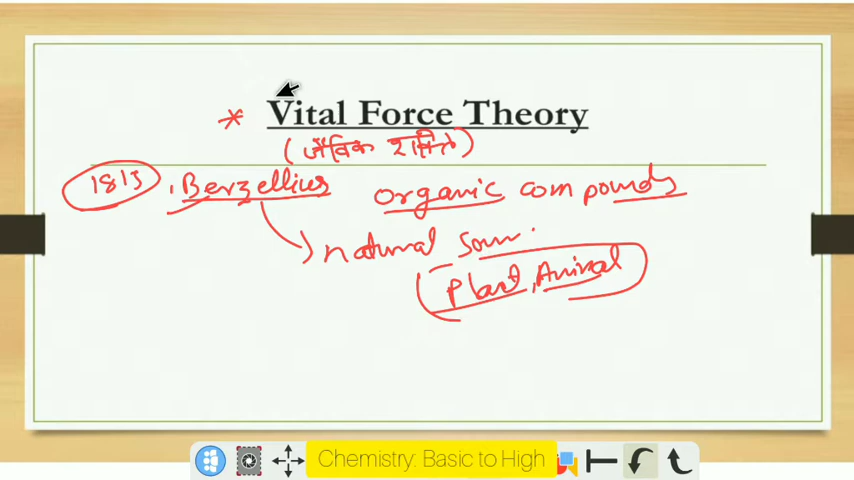 * Vital Force Theory
(जैविक शक्ति)
1815, Berzellius organic compounds
natural Sour.
Plant, Animal
Chemistry: Basic to High